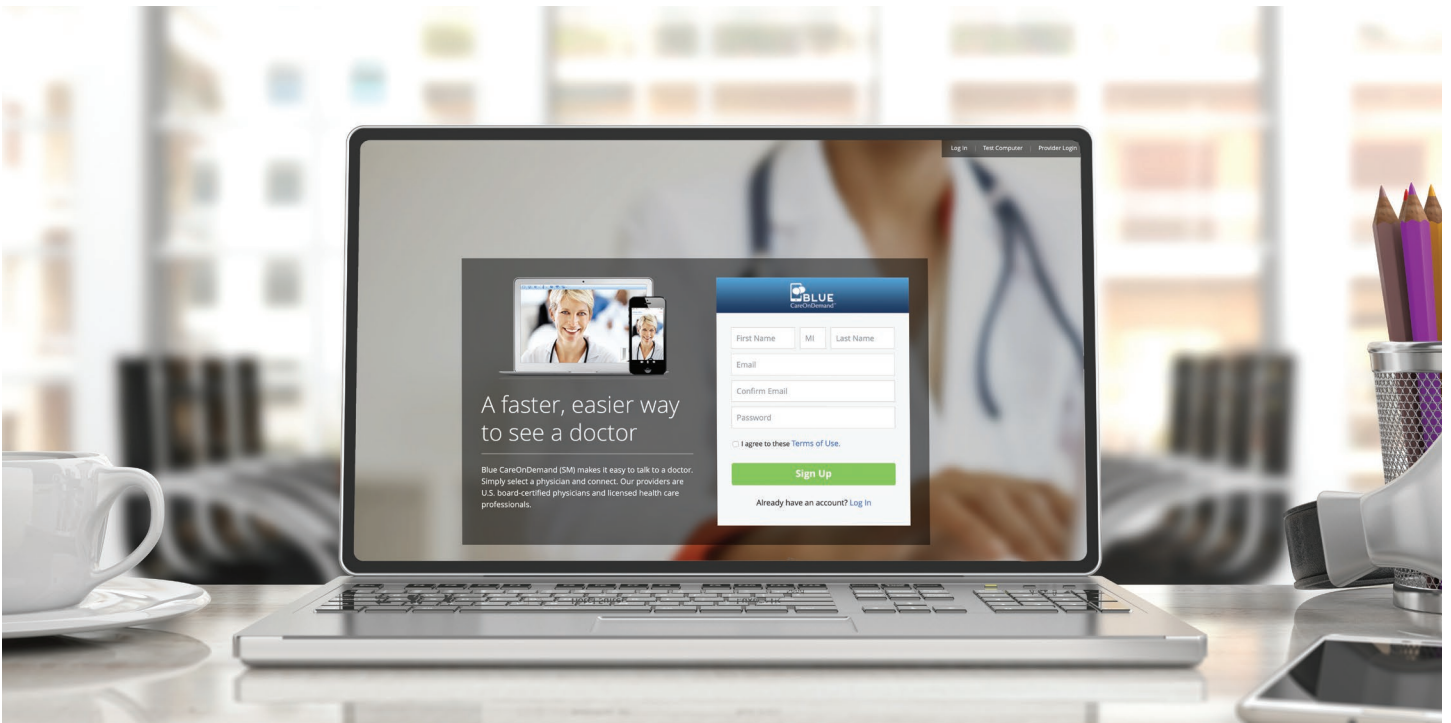 Log In | Test Computer | Provider Login
BLUE
CareOnDemand™
First Name MI Last Name
Email
Confirm Email
Password
I agree to these Terms of Use.
Sign Up
Already have an account? Log In
A faster, easier way
to see a doctor
Blue CareOnDemand (SM) makes it easy to talk to a doctor.
Simply select a physician and connect. Our providers are
U.S. board-certified physicians and licensed health care
professionals.